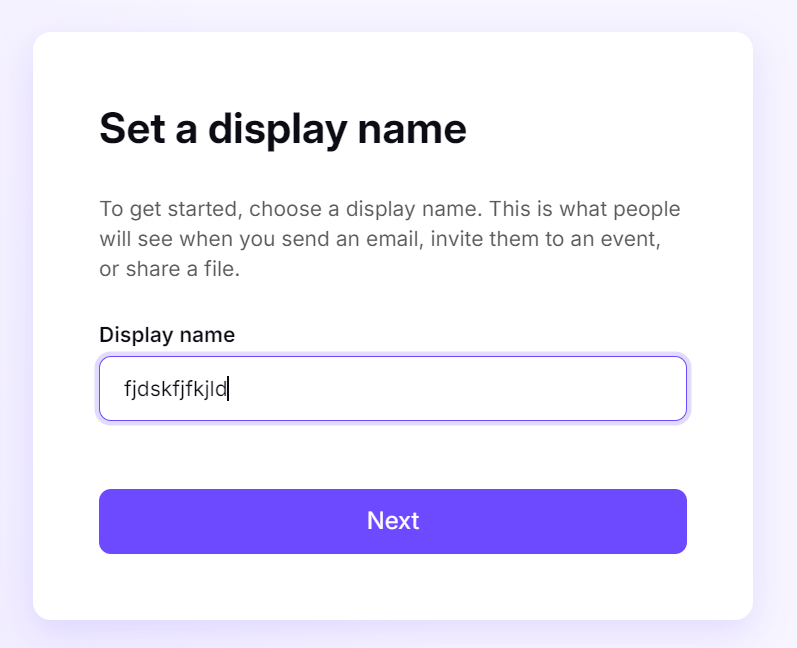 Set a display name
To get started, choose a display name. This is what people
will see when you send an email, invite them to an event,
or share a file.
Display name
fjdskfjfkjld
Next